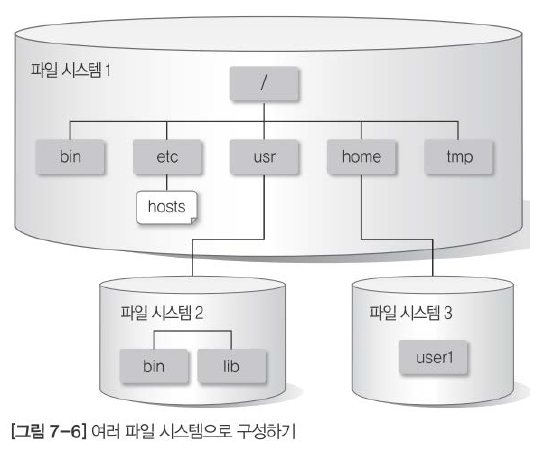 파일 시스템 1
/
bin etc usr home tmp
hosts
파일 시스템 2
bin lib
파일 시스템 3
user1
[그림 7-6] 여러 파일 시스템으로 구성하기